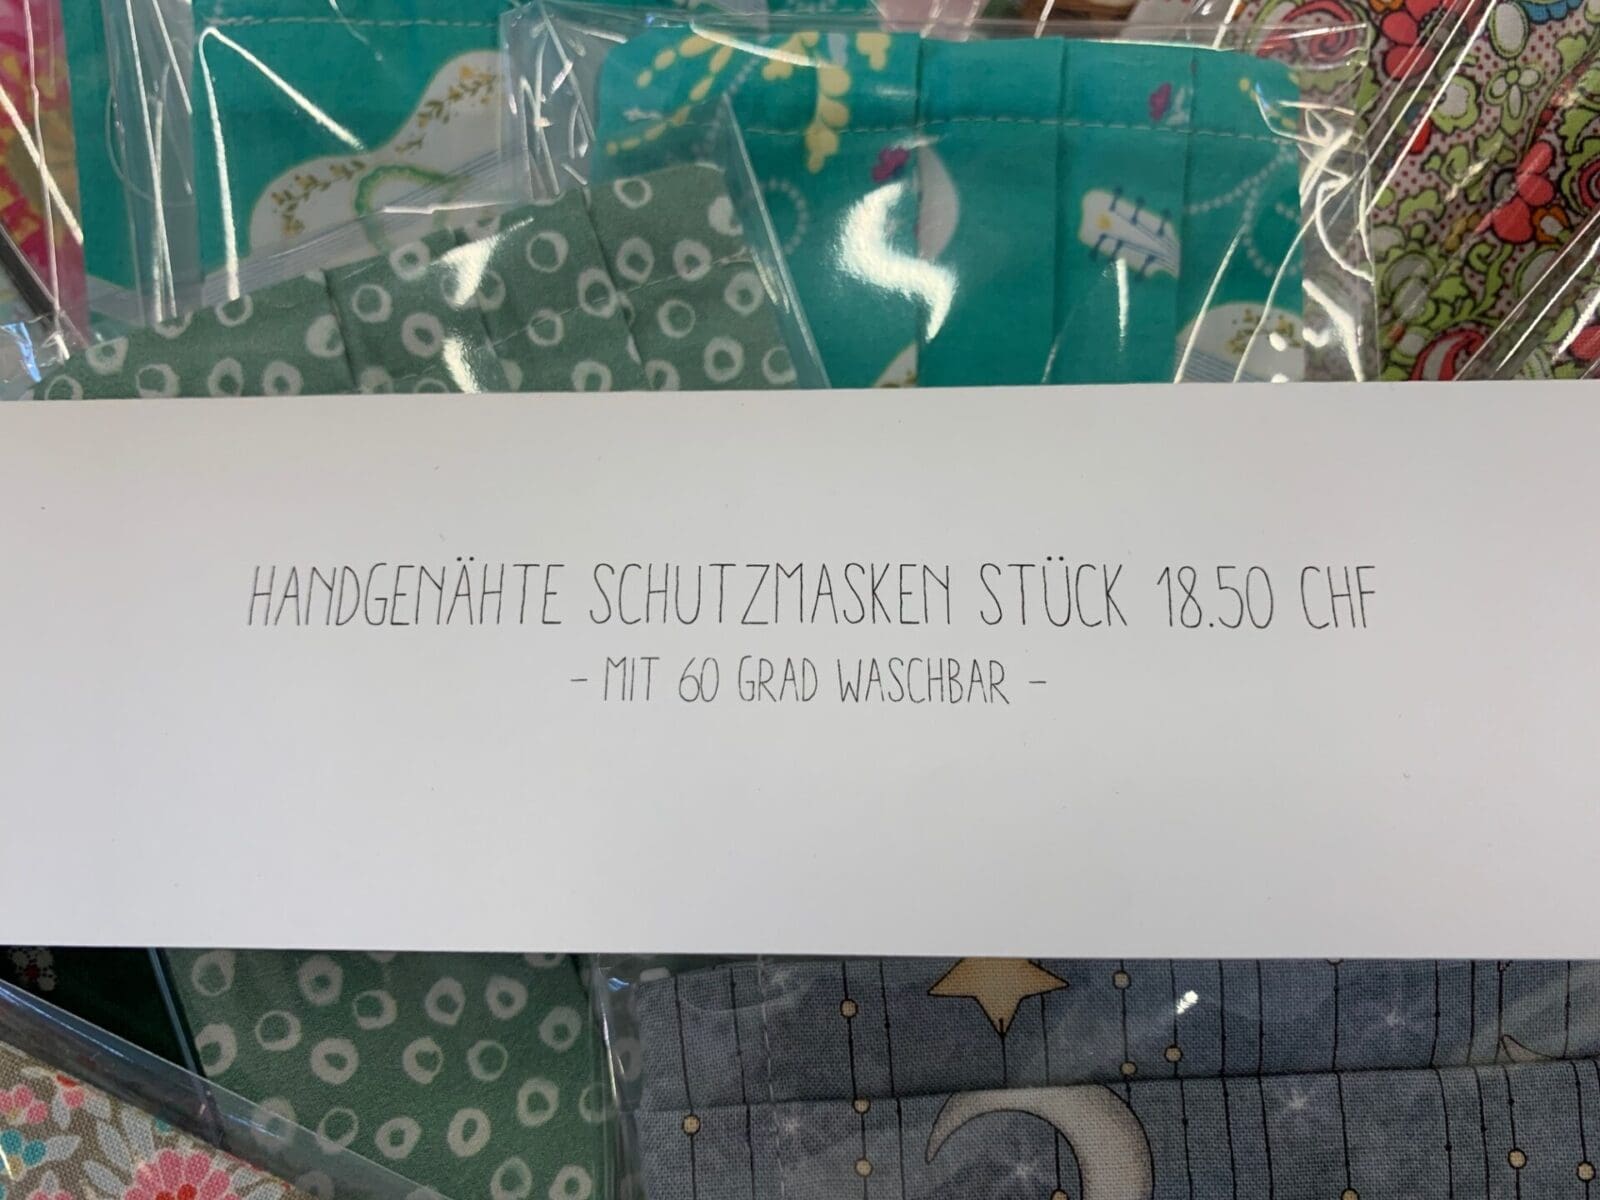 HANDGENÄHTE SCHUTZMASKEN STÜCK 18.50 CHF
- MIT 60 GRAD WASCHBAR -